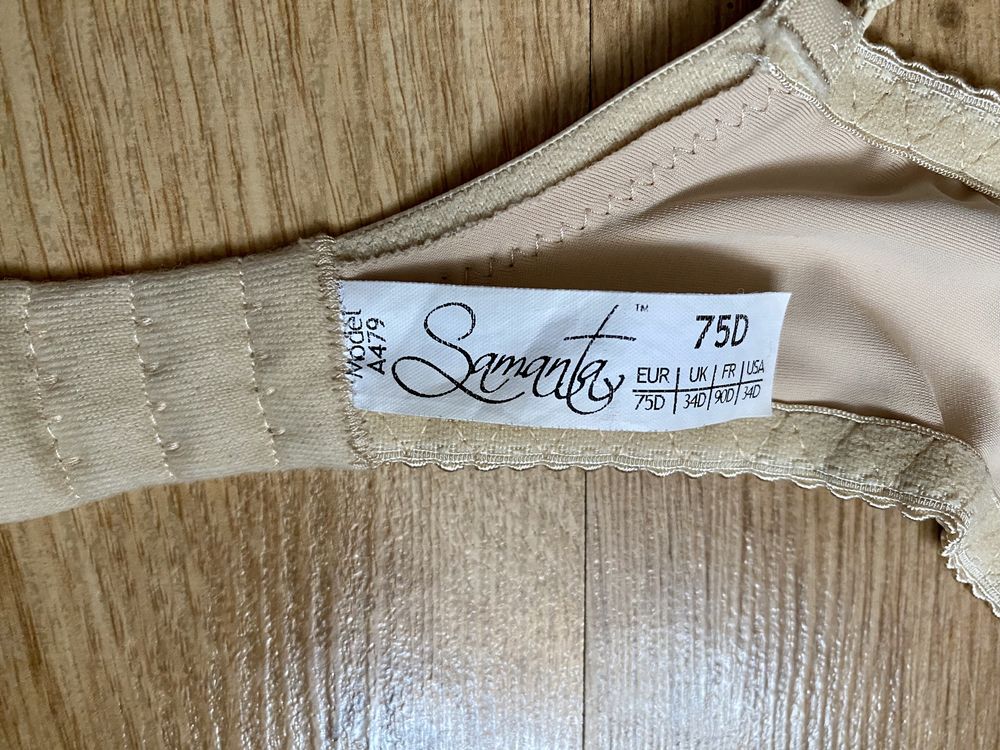 Model
A479
Samanta™
75D
EUR | UK | FR | USA
75D | 34D | 90D | 34D